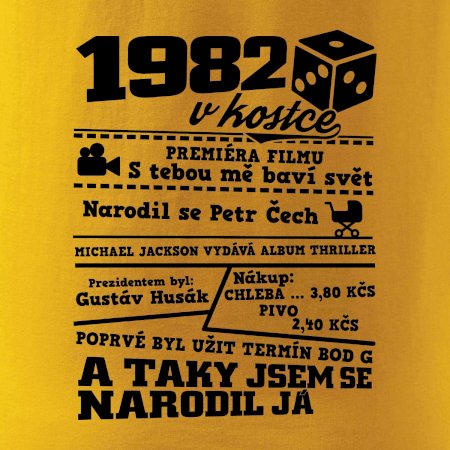 1982
v kostce
PREMIÉRA FILMU
S tebou mě baví svět
Narodil se Petr Čech
MICHAEL JACKSON VYDÁVÁ ALBUM THRILLER
Prezidentem byl:
Gustáv Husák
Nákup:
CHLEBA ... 3,80 KČS
PIVO
2,40 KČS
POPRVÉ BYL UŽIT TERMÍN BOD G
A TAKY JSEM SE
NARODIL JÁ